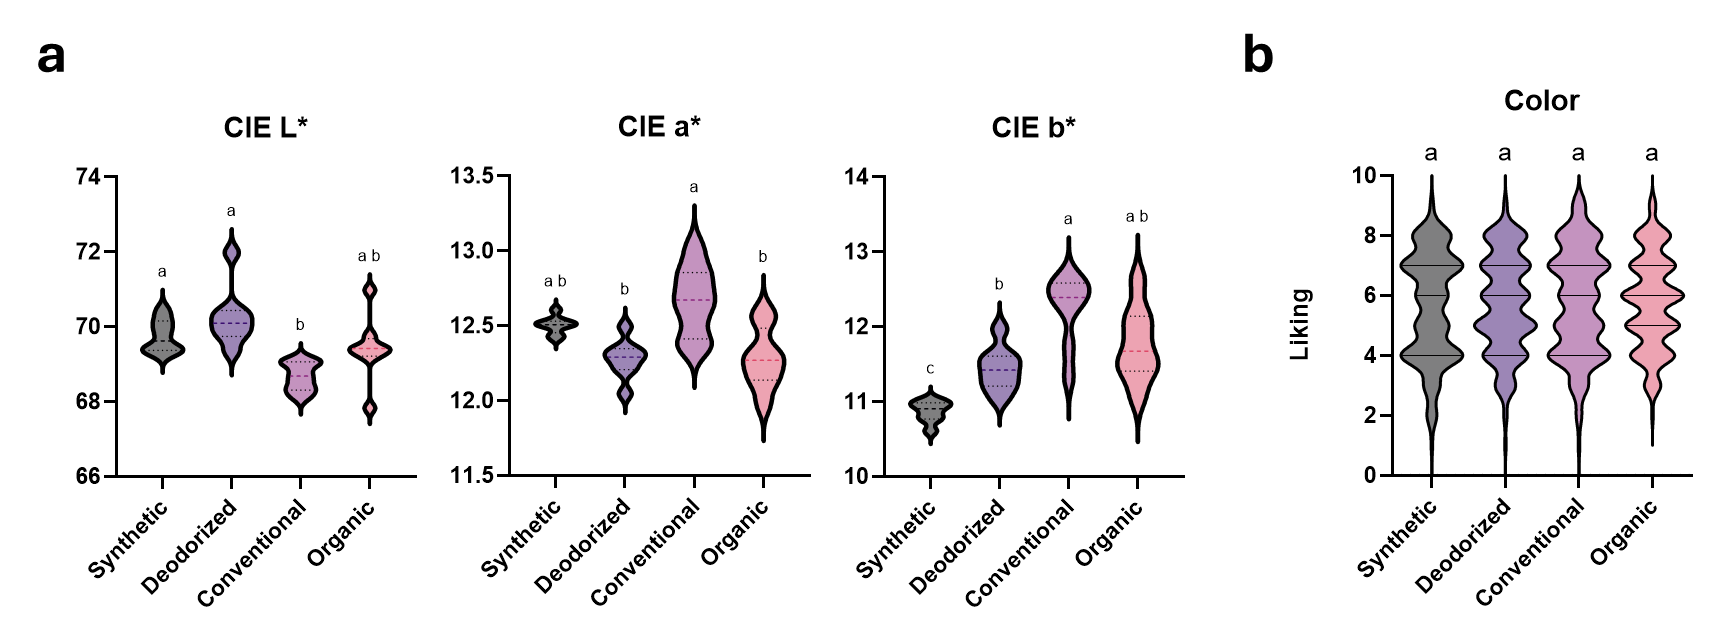 a
CIE L*
74
72
70
68
66
a
a
b
a b
Synthetic
Deodorized
Conventional
Organic
CIE a*
13.5
13.0
12.5
12.0
11.5
a b
b
a
b
Synthetic
Deodorized
Conventional
Organic
CIE b*
14
13
12
11
10
c
b
a
a b
Synthetic
Deodorized
Conventional
Organic
b
Color
Liking
10
8
6
4
2
0
a
a
a
a
Synthetic
Deodorized
Conventional
Organic